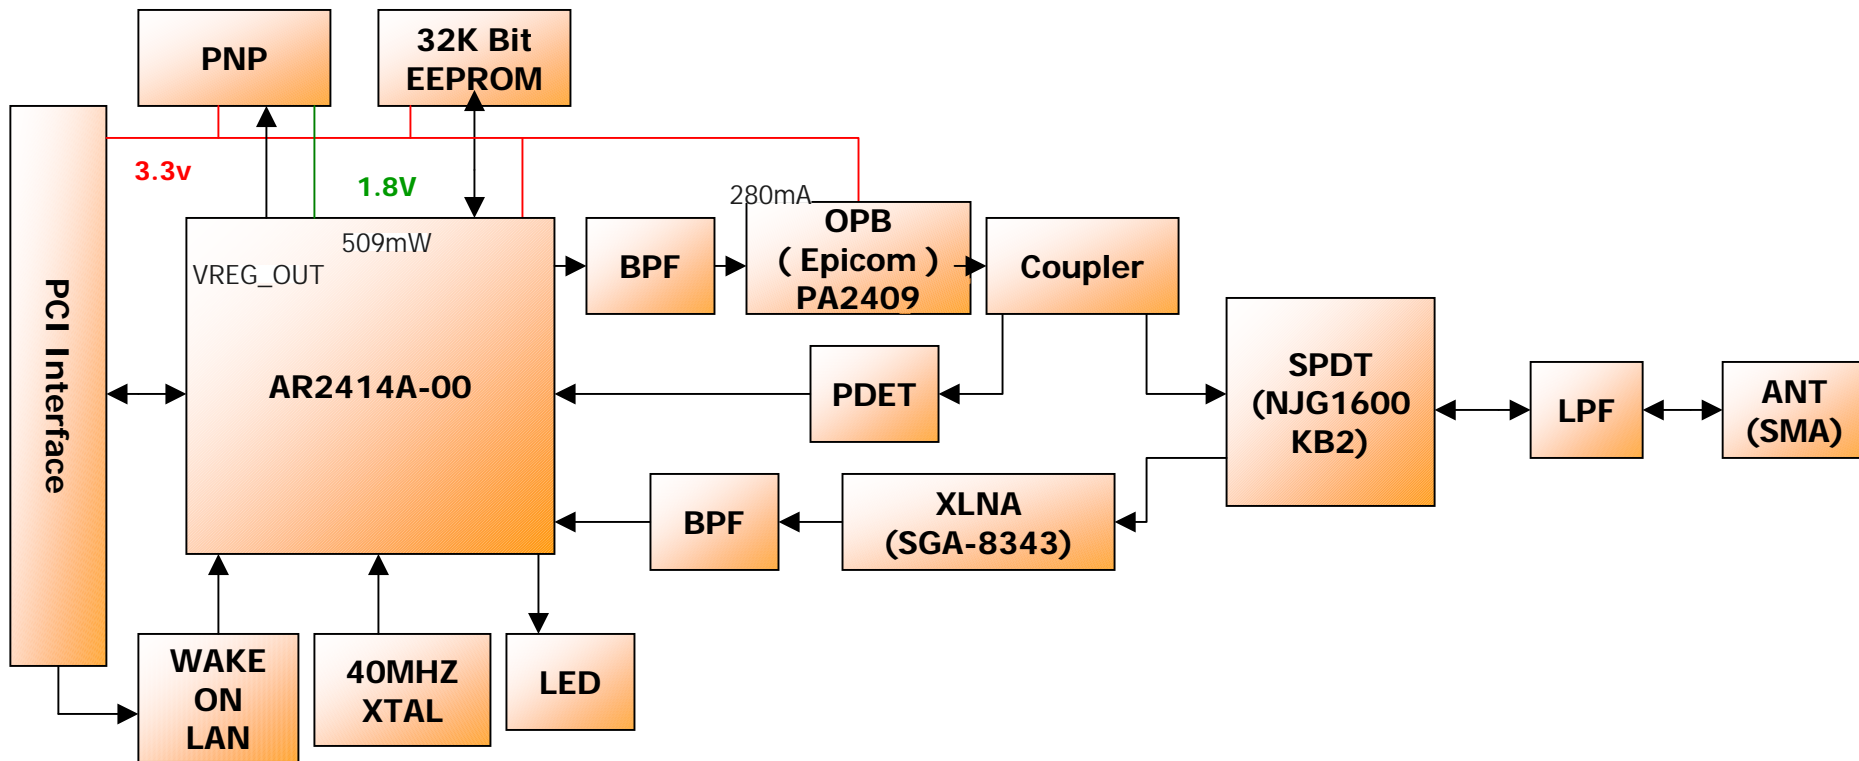 PNP
32K Bit
EEPROM
3.3v
1.8V
280mA
509mW
VREG_OUT
AR2414A-00
PCI Interface
BPF
OPB
( Epicom )
PA2409
Coupler
PDET
SPDT
(NJG1600
KB2)
LPF
ANT
(SMA)
BPF
XLNA
(SGA-8343)
WAKE
ON
LAN
40MHZ
XTAL
LED